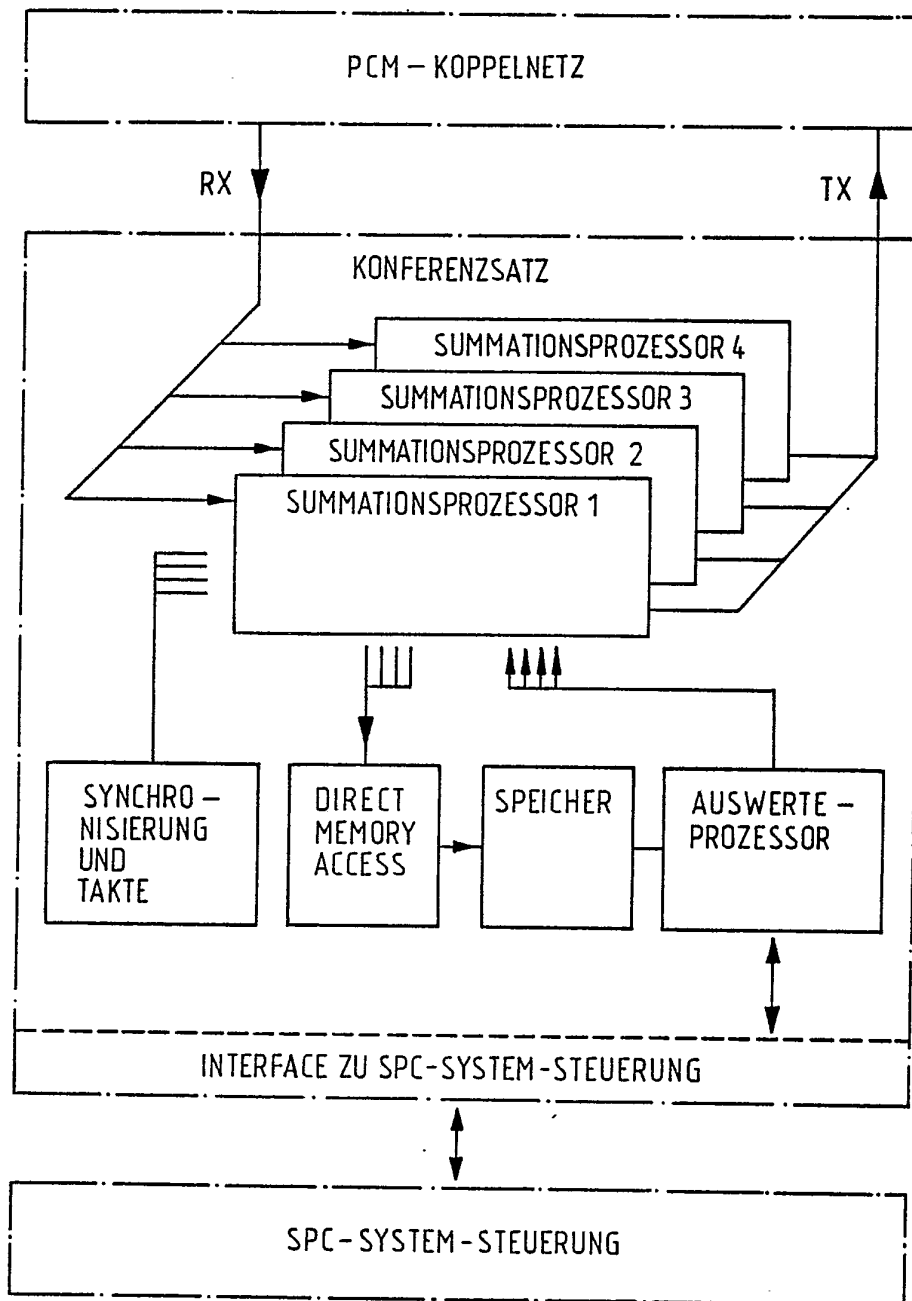 PCM – KOPPELNETZ
RX
TX
KONFERENZSATZ
SUMMATIONSPROZESSOR 4
SUMMATIONSPROZESSOR 3
SUMMATIONSPROZESSOR 2
SUMMATIONSPROZESSOR 1
SYNCHRO –
NISIERUNG
UND
TAKTE
DIRECT
MEMORY
ACCESS
SPEICHER
AUSWERTE –
PROZESSOR
INTERFACE ZU SPC-SYSTEM-STEUERUNG
SPC-SYSTEM-STEUERUNG